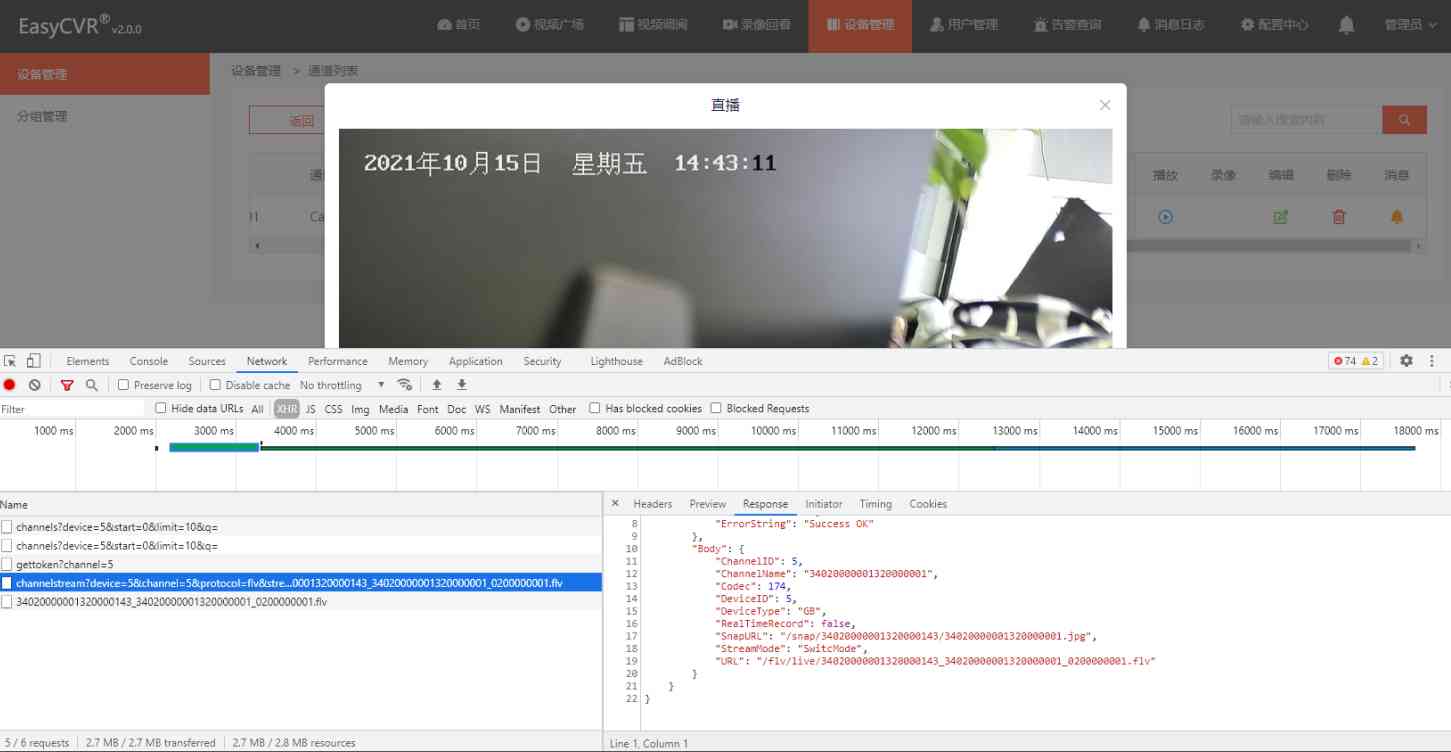 EasyCVR® v2.0.0
首页 视频广场 视频调阅 录像回看 设备管理 用户管理 告警查询 消息日志 配置中心 管理员
设备管理
分组管理
设备管理 > 通道列表
直播
返回
请输入搜索内容
播放 录像 编辑 删除 消息
Ca
2021年10月15日 星期五 14:43:11
Elements Console Sources Network Performance Memory Application Security Lighthouse AdBlock 74 2
Preserve log Disable cache No throttling
Filter Hide data URLs All XHR JS CSS Img Media Font Doc WS Manifest Other Has blocked cookies Blocked Requests
1000 ms 2000 ms 3000 ms 4000 ms 5000 ms 6000 ms 7000 ms 8000 ms 9000 ms 10000 ms 11000 ms 12000 ms 13000 ms 14000 ms 15000 ms 16000 ms 17000 ms 18000 ms
Name
channels?device=5&start=0&limit=10&q=
channels?device=5&start=0&limit=10&q=
gettoken?channel=5
channelstream?device=5&channel=5&protocol=flv&stre...0001320000143_34020000001320000001_0200000001.flv
34020000001320000143_34020000001320000001_0200000001.flv
5 / 6 requests 2.7 MB / 2.7 MB transferred 2.7 MB / 2.8 MB resources
× Headers Preview Response Initiator Timing Cookies
8 "ErrorString": "Success OK"
9 },
10 "Body": {
11 "ChannelID": 5,
12 "ChannelName": "34020000001320000001",
13 "Codec": 174,
14 "DeviceID": 5,
15 "DeviceType": "GB",
16 "RealTimeRecord": false,
17 "SnapURL": "/snap/34020000001320000143/34020000001320000001.jpg",
18 "StreamMode": "SwitcMode",
19 "URL": "/flv/live/34020000001320000143_34020000001320000001_0200000001.flv"
20 }
21 }
22 }
Line 1, Column 1